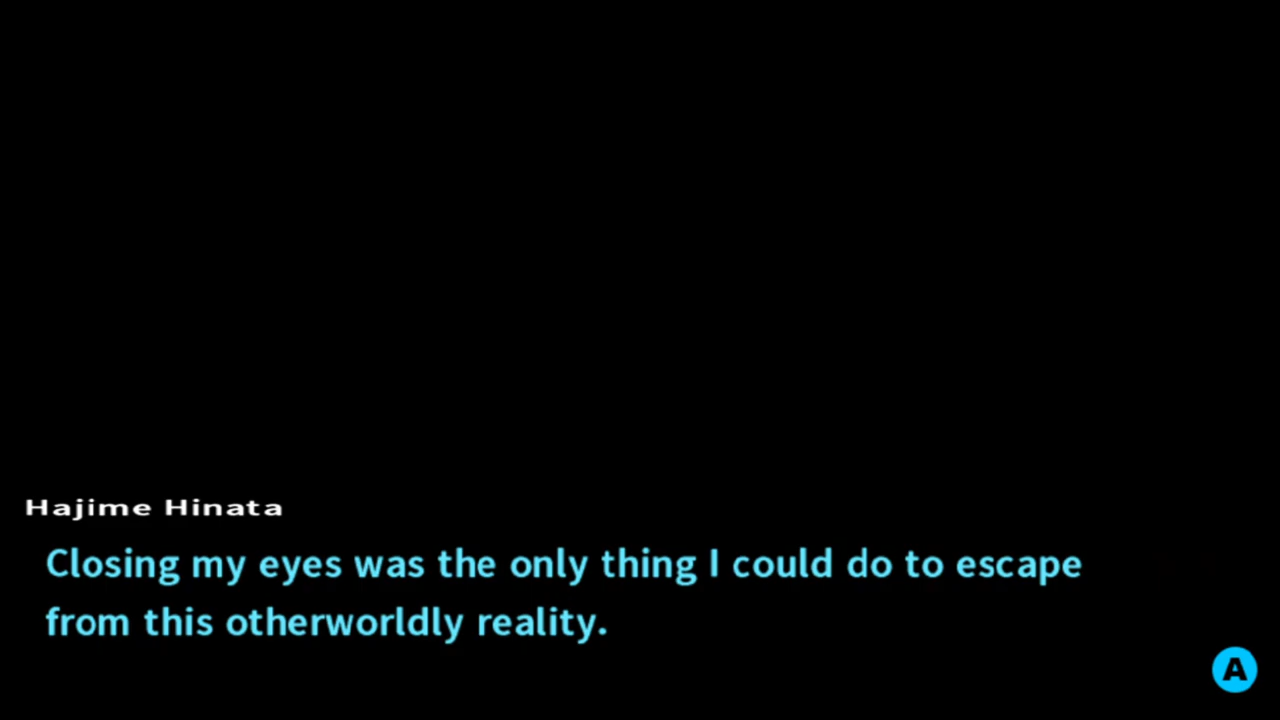 Hajime Hinata
Closing my eyes was the only thing I could do to escape
from this otherworldly reality.
A